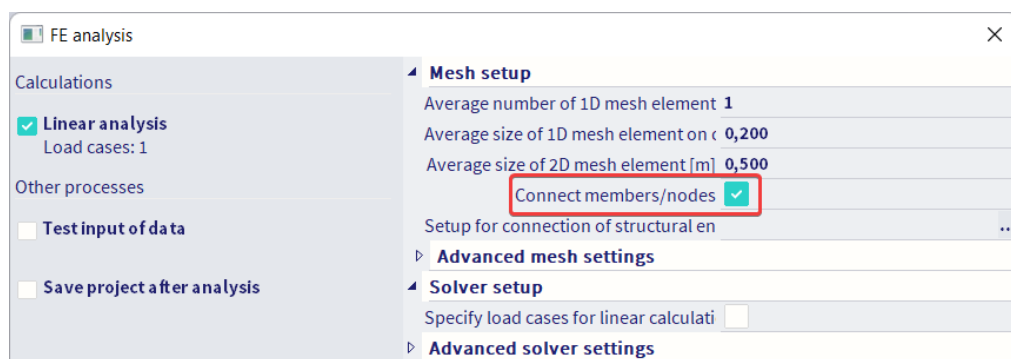 FE analysis
Calculations
Linear analysis
Load cases: 1
Other processes
Test input of data
Save project after analysis
Mesh setup
Average number of 1D mesh element 1
Average size of 1D mesh element on c 0,200
Average size of 2D mesh element [m] 0,500
Connect members/nodes
Setup for connection of structural en ..
Advanced mesh settings
Solver setup
Specify load cases for linear calculati
Advanced solver settings